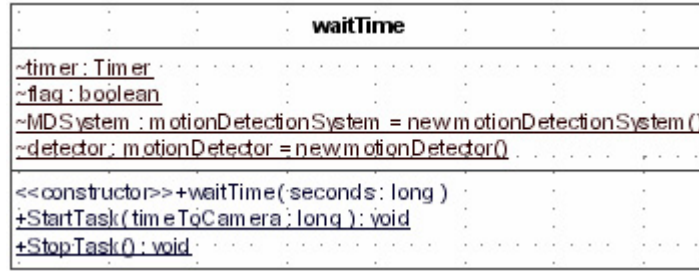 waitTime
~timer : Timer
~flag : boolean
~MDSystem : motionDetectionSystem = new motionDetectionSystem()
~detector : motionDetector = new motionDetector()
<<constructor>>+waitTime( seconds : long )
+StartTask( timeToCamera : long ) : void
+StopTask() : void